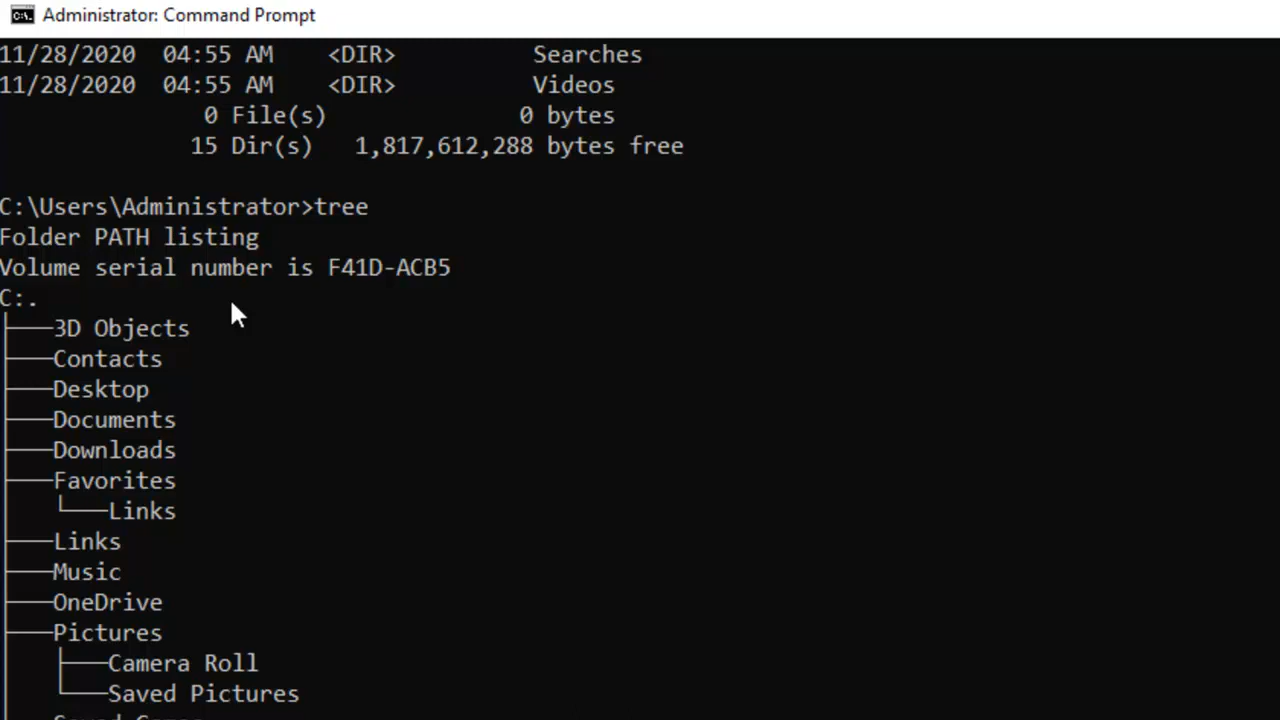 Administrator: Command Prompt
11/28/2020  04:55 AM    <DIR>          Searches
11/28/2020  04:55 AM    <DIR>          Videos
               0 File(s)              0 bytes
              15 Dir(s)   1,817,612,288 bytes free
C:\Users\Administrator>tree
Folder PATH listing
Volume serial number is F41D-ACB5
C:.
├───3D Objects
├───Contacts
├───Desktop
├───Documents
├───Downloads
├───Favorites
│   └───Links
├───Links
├───Music
├───OneDrive
├───Pictures
│   ├───Camera Roll
│   └───Saved Pictures